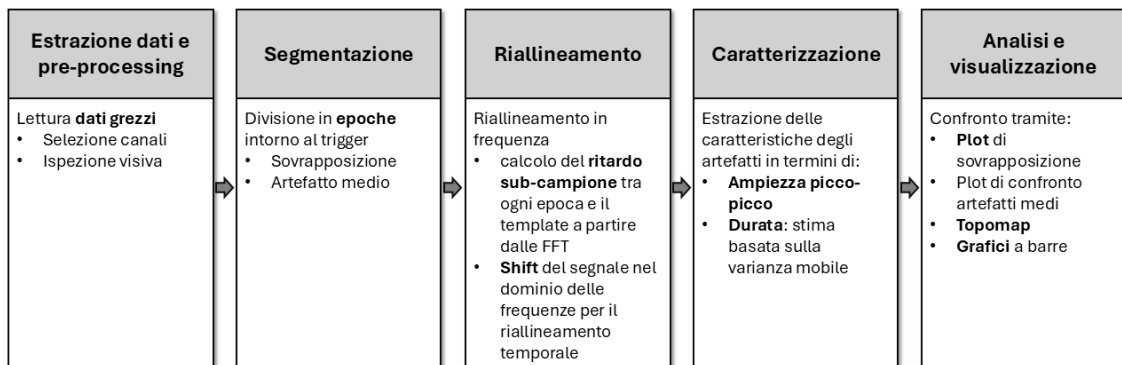 Estrazione dati e
pre-processing
Lettura dati grezzi
• Selezione canali
• Ispezione visiva
Segmentazione
Divisione in epoche
intorno al trigger
• Sovrapposizione
• Artefatto medio
Riallineamento
Riallineamento in
frequenza
• calcolo del ritardo
sub-campione tra
ogni epoca e il
template a partire
dalle FFT
• Shift del segnale nel
dominio delle
frequenze per il
riallineamento
temporale
Caratterizzazione
Estrazione delle
caratteristiche degli
artefatti in termini di:
• Ampiezza picco-
picco
• Durata: stima
basata sulla
varianza mobile
Analisi e
visualizzazione
Confronto tramite:
• Plot di
sovrapposizione
• Plot di confronto
artefatti medi
• Topomap
• Grafici a barre